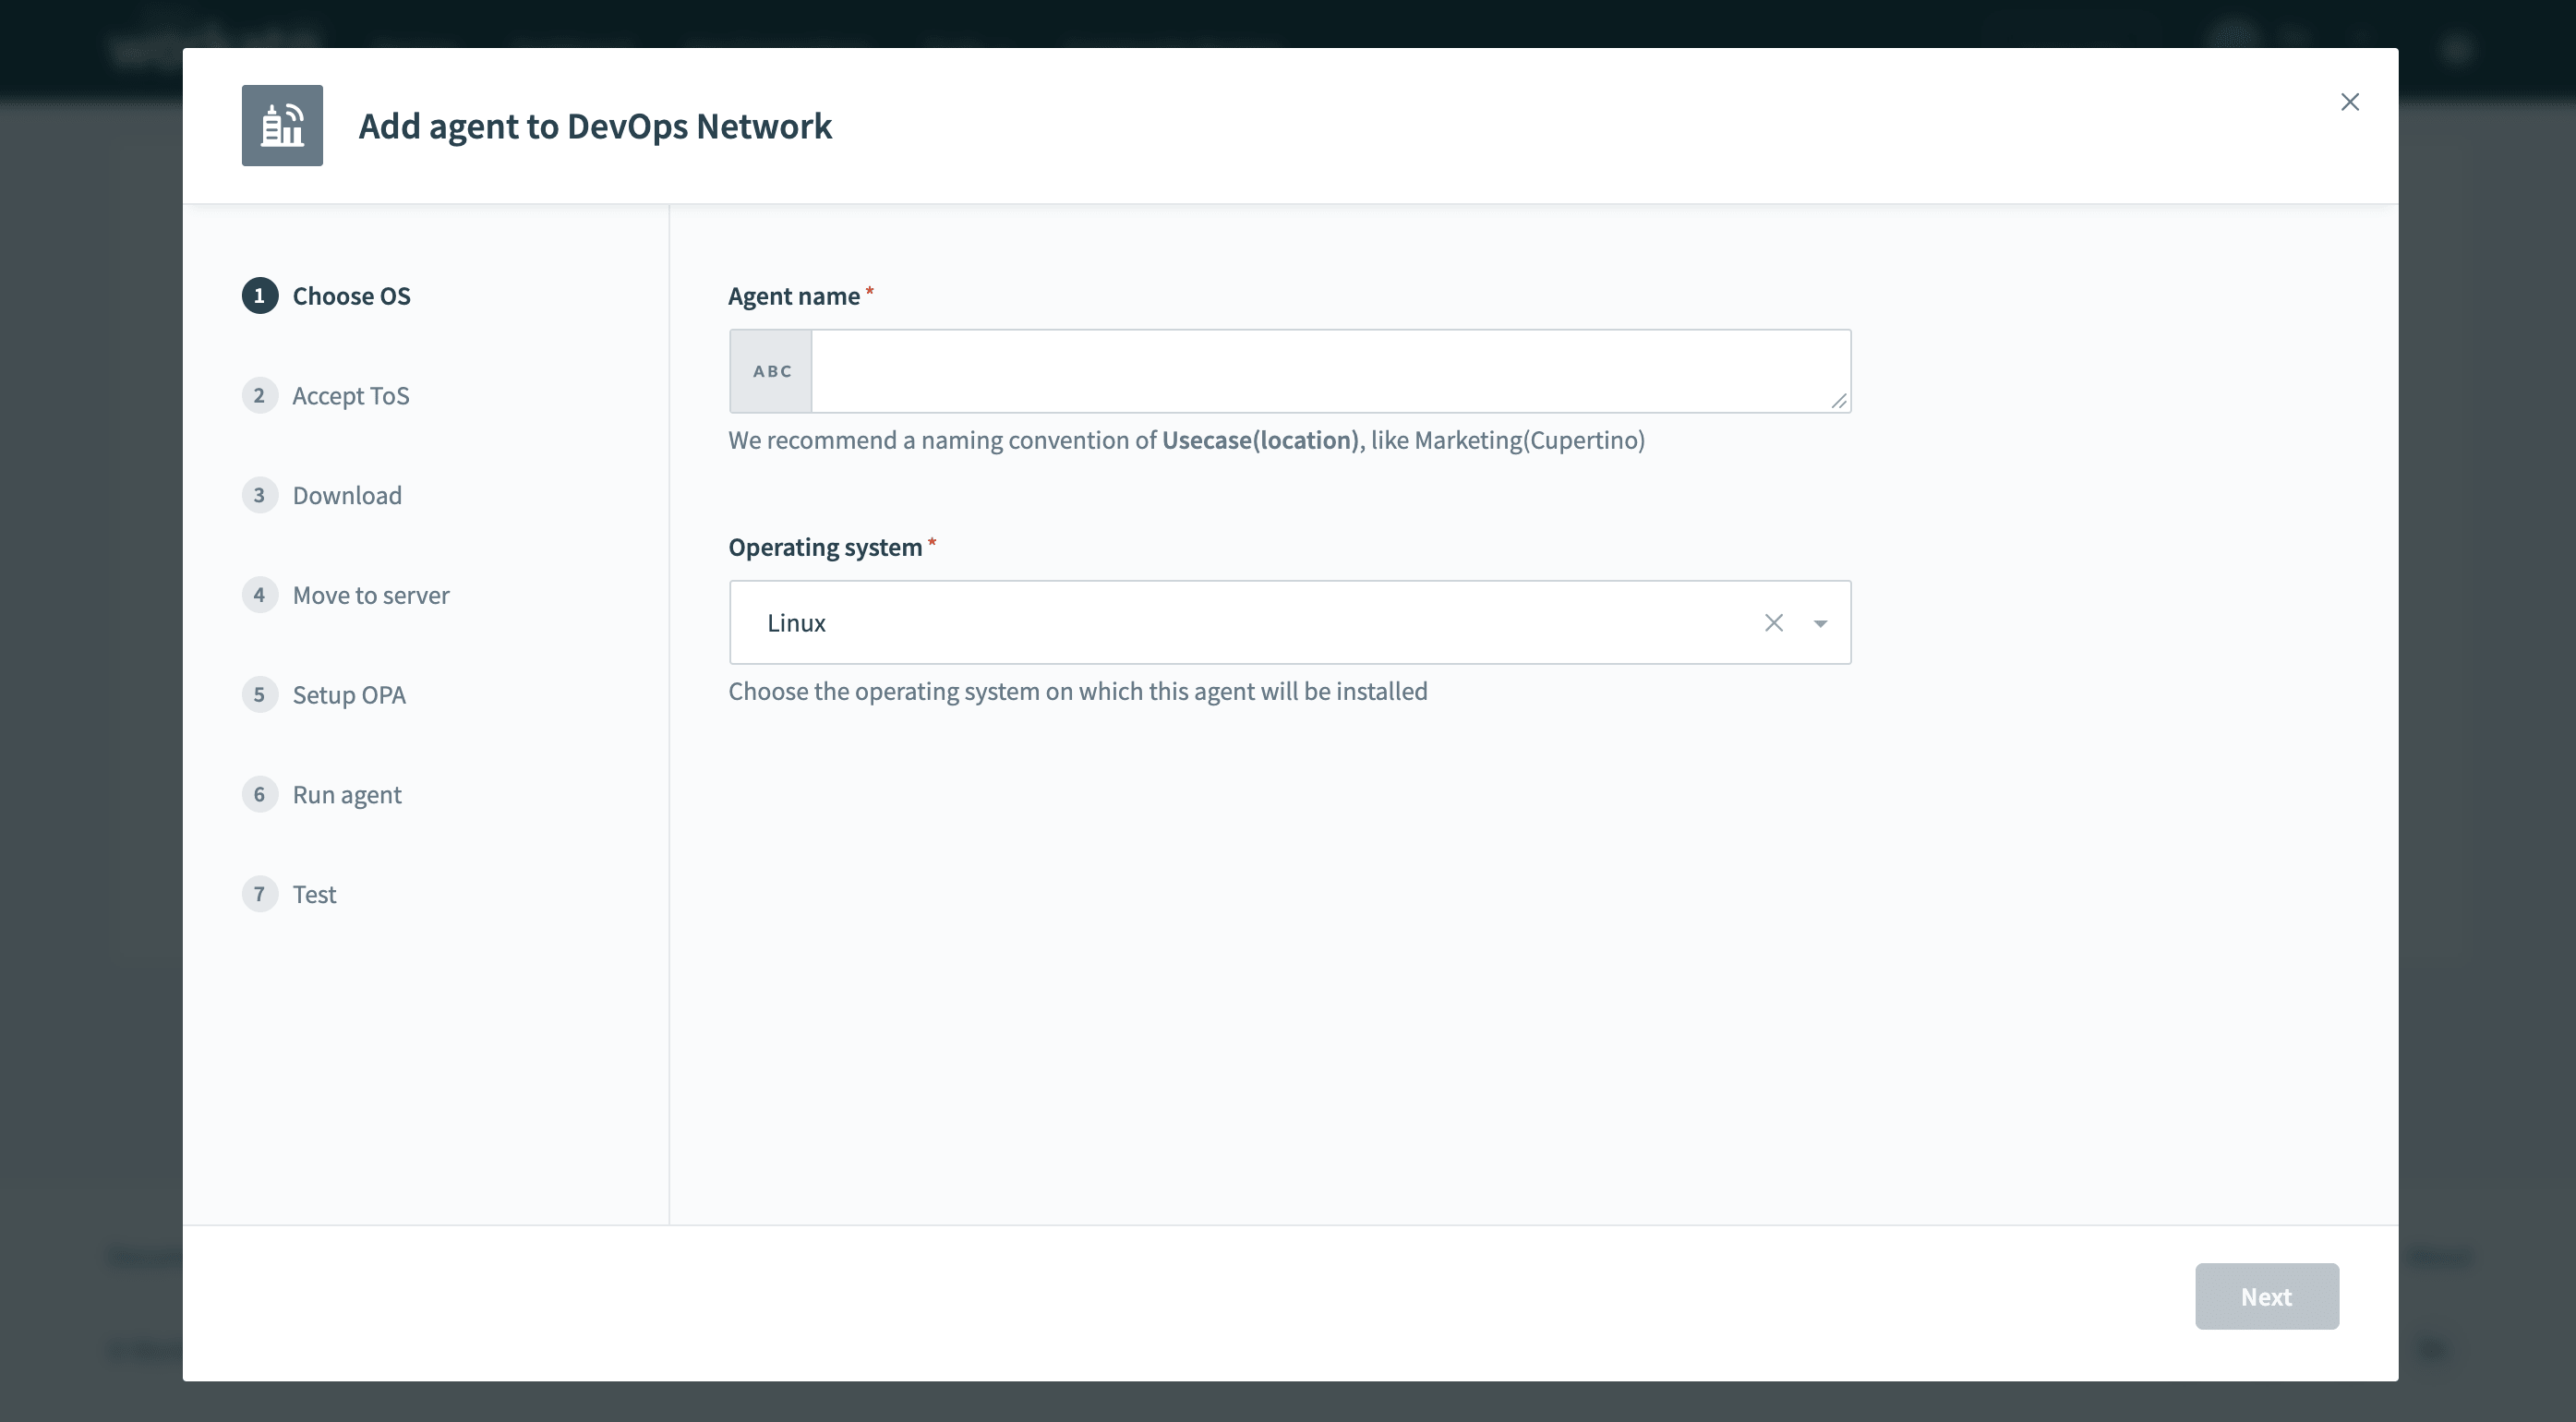 Add agent to DevOps Network
1 Choose OS
2 Accept ToS
3 Download
4 Move to server
5 Setup OPA
6 Run agent
7 Test
Agent name *
ABC
We recommend a naming convention of Usecase(location), like Marketing(Cupertino)
Operating system *
Linux
Choose the operating system on which this agent will be installed
Next